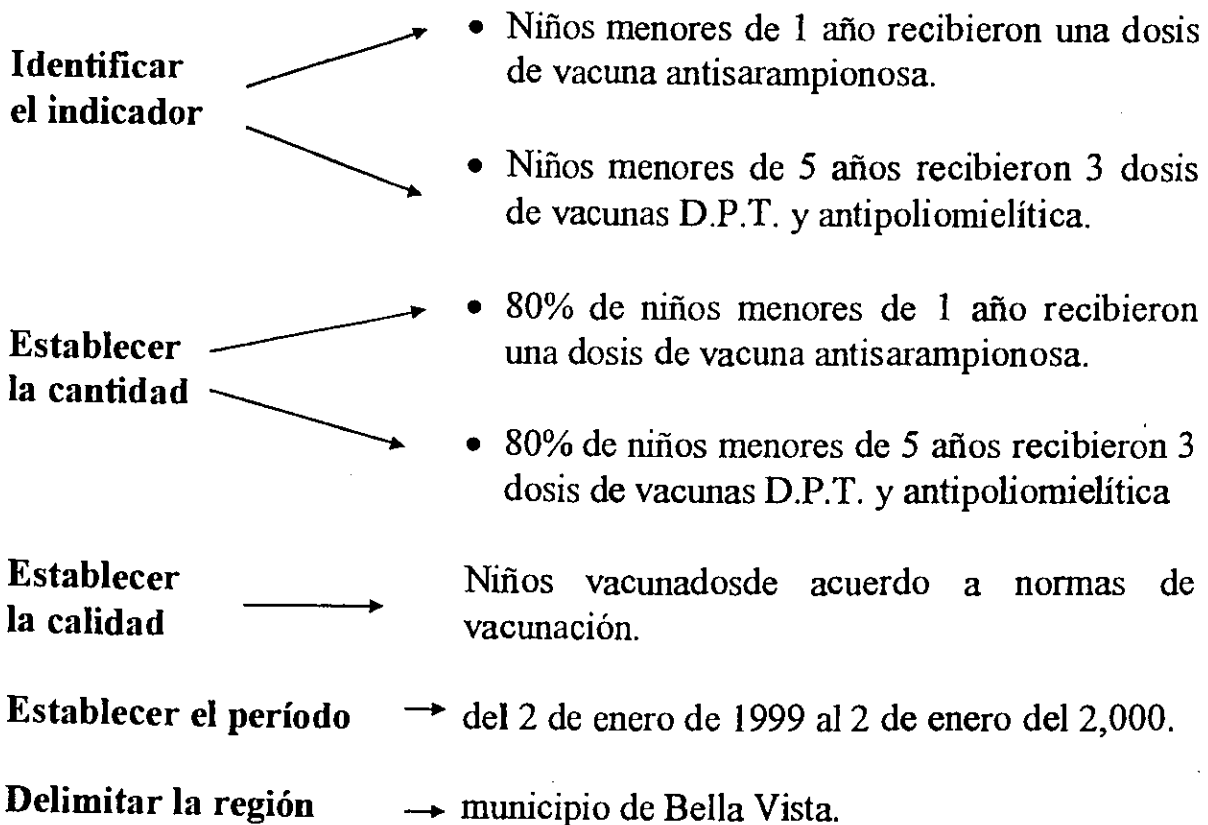 Identificar
el indicador
• Niños menores de 1 año recibieron una dosis
de vacuna antisarampionosa.
• Niños menores de 5 años recibieron 3 dosis
de vacunas D.P.T. y antipoliomielítica.
Establecer
la cantidad
• 80% de niños menores de 1 año recibieron
una dosis de vacuna antisarampionosa.
• 80% de niños menores de 5 años recibieron 3
dosis de vacunas D.P.T. y antipoliomielítica
Establecer
la calidad
Niños vacunadosde acuerdo a normas de
vacunación.
Establecer el período
del 2 de enero de 1999 al 2 de enero del 2,000.
Delimitar la región
municipio de Bella Vista.